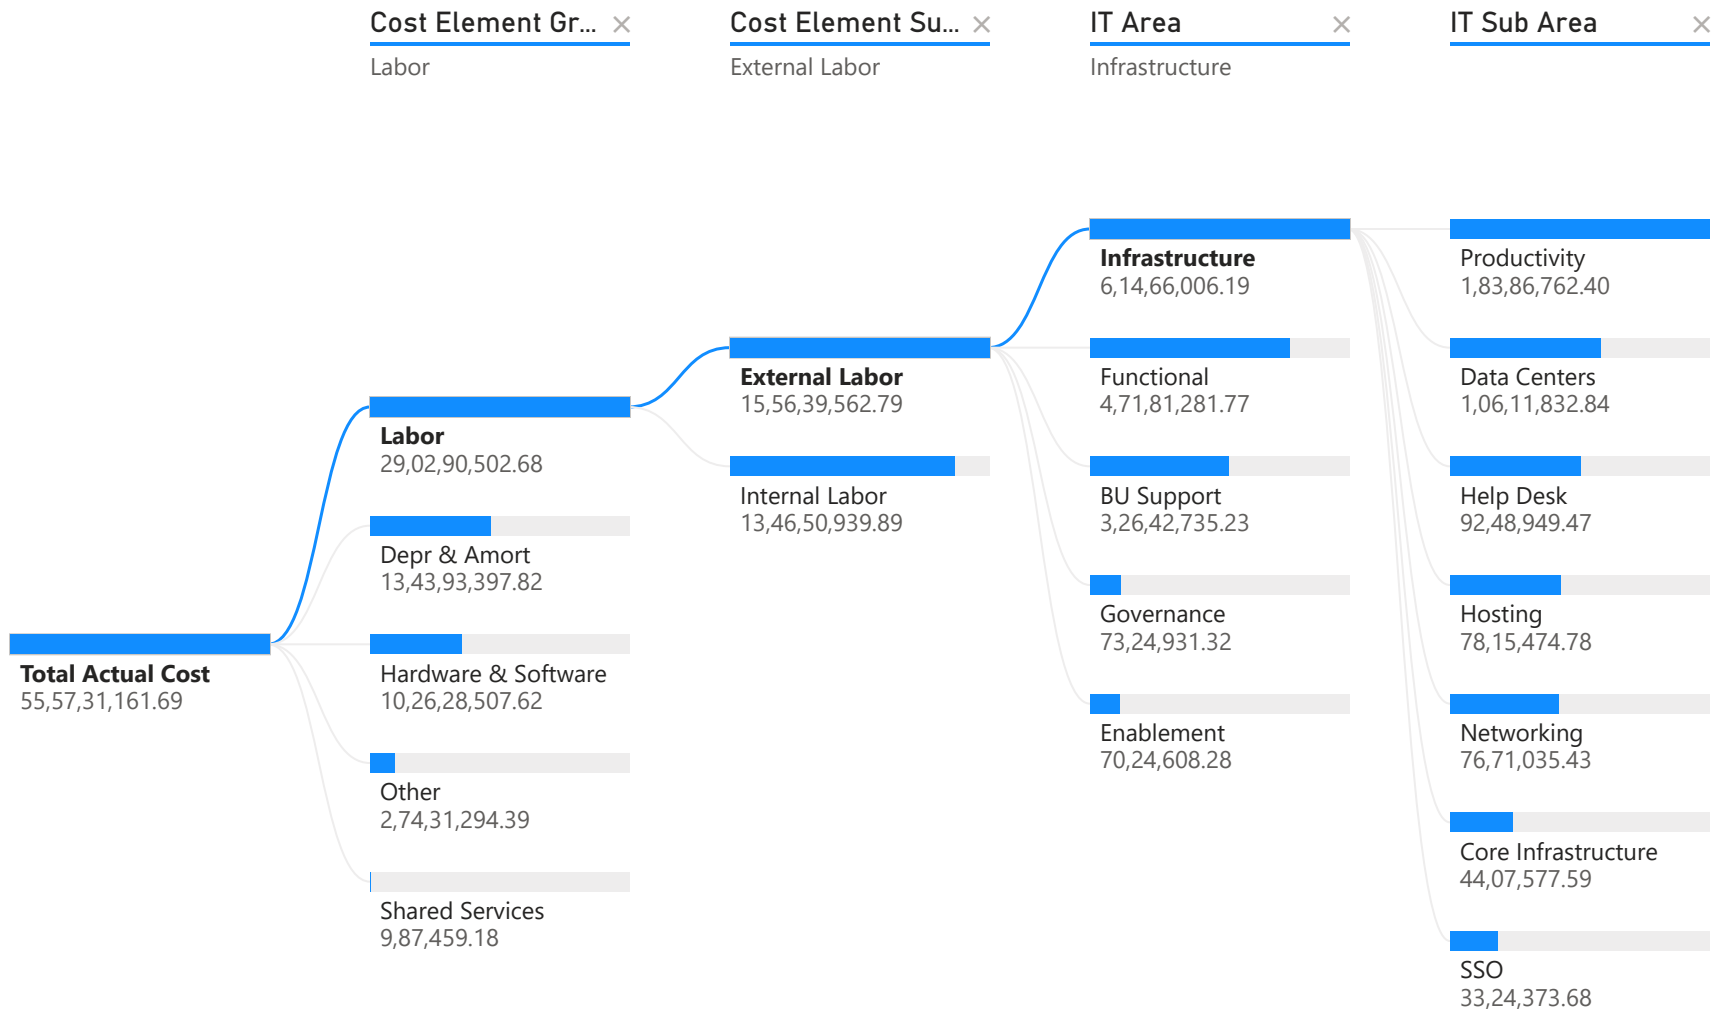 Cost Element Gr...
Labor
Cost Element Su...
External Labor
IT Area
Infrastructure
IT Sub Area
Total Actual Cost
55,57,31,161.69
Labor
29,02,90,502.68
Depr & Amort
13,43,93,397.82
Hardware & Software
10,26,28,507.62
Other
2,74,31,294.39
Shared Services
9,87,459.18
External Labor
15,56,39,562.79
Internal Labor
13,46,50,939.89
Infrastructure
6,14,66,006.19
Functional
4,71,81,281.77
BU Support
3,26,42,735.23
Governance
73,24,931.32
Enablement
70,24,608.28
Productivity
1,83,86,762.40
Data Centers
1,06,11,832.84
Help Desk
92,48,949.47
Hosting
78,15,474.78
Networking
76,71,035.43
Core Infrastructure
44,07,577.59
SSO
33,24,373.68